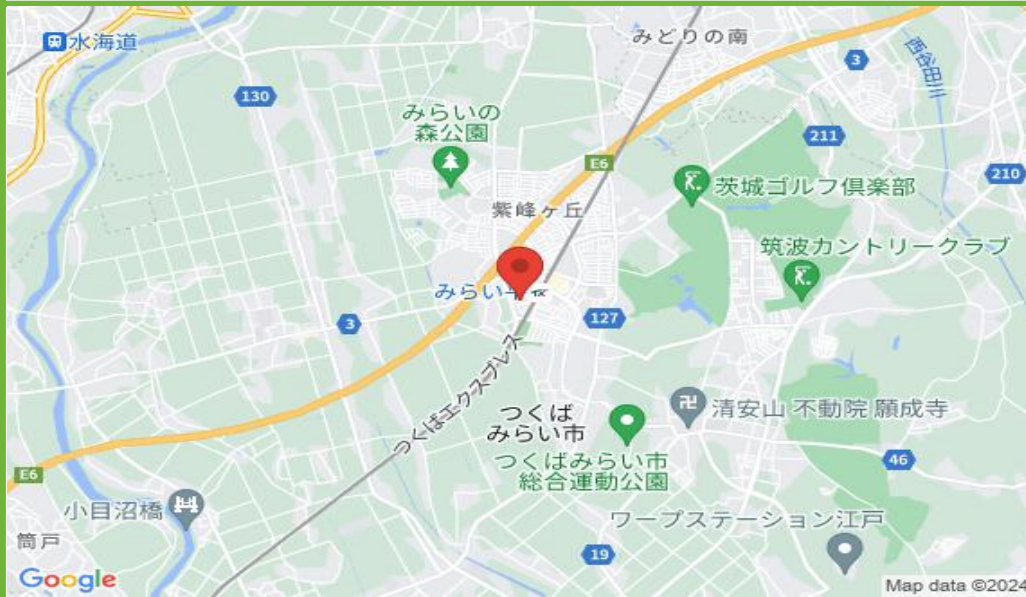 水海道
みどりの南
3
西谷田川
130
みらいの
森公園
211
E6
210
茨城ゴルフ倶楽部
紫峰ヶ丘
筑波カントリークラブ
みらい平
127
3
つくばエクスプレス
つくば
みらい市
清安山 不動院 願成寺
つくばみらい市
総合運動公園
46
E6
小目沼橋
ワープステーション江戸
筒戸
19
Google
Map data ©2024